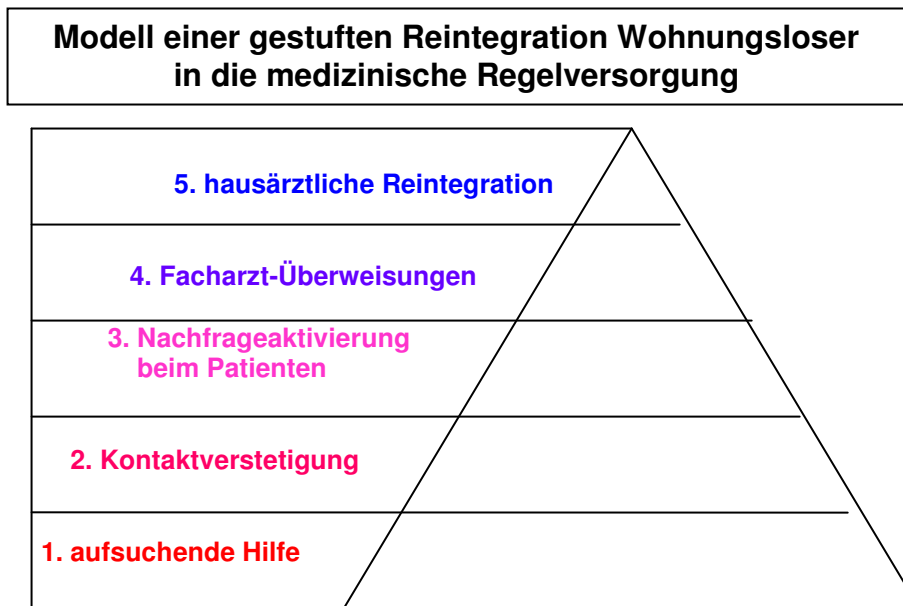 Modell einer gestuften Reintegration Wohnungsloser
in die medizinische Regelversorgung
5. hausärztliche Reintegration
4. Facharzt-Überweisungen
3. Nachfrageaktivierung
beim Patienten
2. Kontaktverstetigung
1. aufsuchende Hilfe